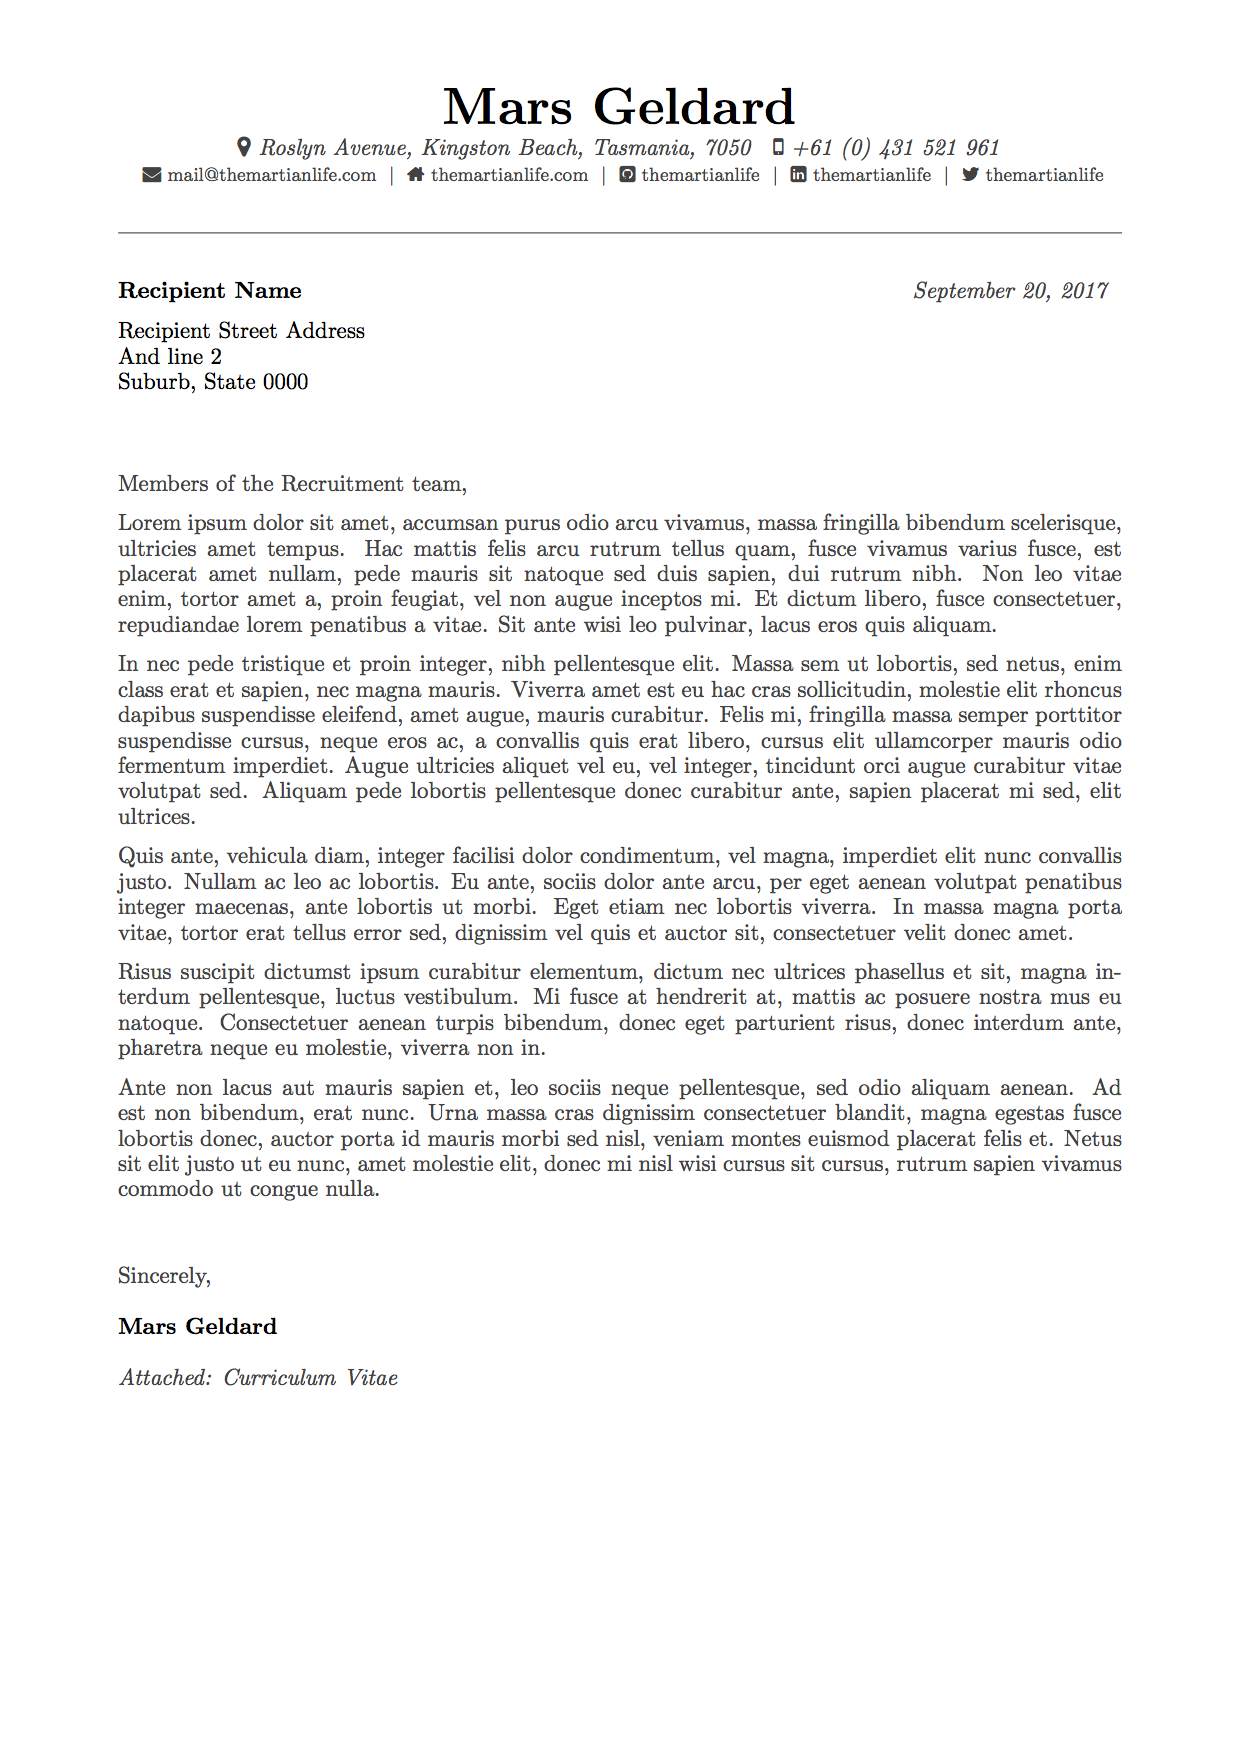 Mars Geldard
Roslyn Avenue, Kingston Beach, Tasmania, 7050 +61 (0) 431 521 961
mail@themartianlife.com | themartianlife.com | themartianlife | themartianlife | themartianlife
Recipient Name September 20, 2017
Recipient Street Address
And line 2
Suburb, State 0000
Members of the Recruitment team,
Lorem ipsum dolor sit amet, accumsan purus odio arcu vivamus, massa fringilla bibendum scelerisque,
ultricies amet tempus. Hac mattis felis arcu rutrum tellus quam, fusce vivamus varius fusce, est
placerat amet nullam, pede mauris sit natoque sed duis sapien, dui rutrum nibh. Non leo vitae
enim, tortor amet a, proin feugiat, vel non augue inceptos mi. Et dictum libero, fusce consectetuer,
repudiandae lorem penatibus a vitae. Sit ante wisi leo pulvinar, lacus eros quis aliquam.
In nec pede tristique et proin integer, nibh pellentesque elit. Massa sem ut lobortis, sed netus, enim
class erat et sapien, nec magna mauris. Viverra amet est eu hac cras sollicitudin, molestie elit rhoncus
dapibus suspendisse eleifend, amet augue, mauris curabitur. Felis mi, fringilla massa semper porttitor
suspendisse cursus, neque eros ac, a convallis quis erat libero, cursus elit ullamcorper mauris odio
fermentum imperdiet. Augue ultricies aliquet vel eu, vel integer, tincidunt orci augue curabitur vitae
volutpat sed. Aliquam pede lobortis pellentesque donec curabitur ante, sapien placerat mi sed, elit
ultrices.
Quis ante, vehicula diam, integer facilisi dolor condimentum, vel magna, imperdiet elit nunc convallis
justo. Nullam ac leo ac lobortis. Eu ante, sociis dolor ante arcu, per eget aenean volutpat penatibus
integer maecenas, ante lobortis ut morbi. Eget etiam nec lobortis viverra. In massa magna porta
vitae, tortor erat tellus error sed, dignissim vel quis et auctor sit, consectetuer velit donec amet.
Risus suscipit dictumst ipsum curabitur elementum, dictum nec ultrices phasellus et sit, magna in-
terdum pellentesque, luctus vestibulum. Mi fusce at hendrerit at, mattis ac posuere nostra mus eu
natoque. Consectetuer aenean turpis bibendum, donec eget parturient risus, donec interdum ante,
pharetra neque eu molestie, viverra non in.
Ante non lacus aut mauris sapien et, leo sociis neque pellentesque, sed odio aliquam aenean. Ad
est non bibendum, erat nunc. Urna massa cras dignissim consectetuer blandit, magna egestas fusce
lobortis donec, auctor porta id mauris morbi sed nisl, veniam montes euismod placerat felis et. Netus
sit elit justo ut eu nunc, amet molestie elit, donec mi nisl wisi cursus sit cursus, rutrum sapien vivamus
commodo ut congue nulla.
Sincerely,
Mars Geldard
Attached: Curriculum Vitae